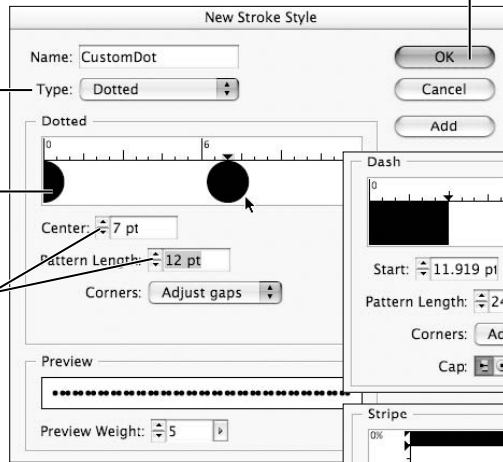 New Stroke Style
Name: CustomDot
OK
Type: Dotted
Cancel
Add
Dotted
0 6
Center: 7 pt
Pattern Length: 12 pt
Corners: Adjust gaps
Dash
0
Start: 11.919 pt
Pattern Length: 24
Corners:
Cap:
Preview
Preview Weight: 5
Stripe
0%